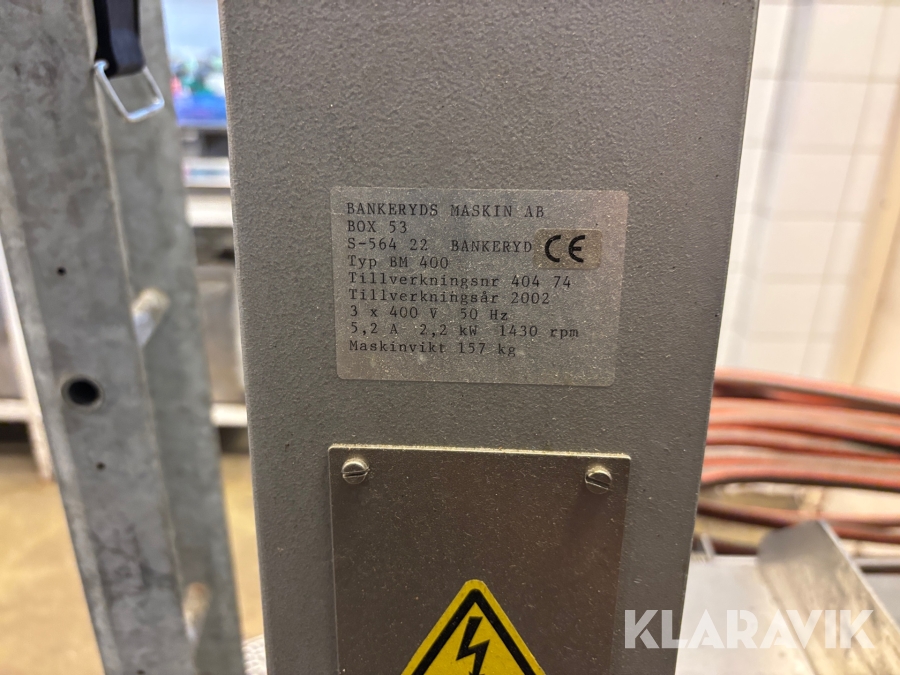 BANKERYDS MASKIN AB
BOX 53
S-564 22 BANKERYD CE
Typ BM 400
Tillverkningsnr 404 74
Tillverkningsår 2002
3 x 400 V 50 Hz
5,2 A 2,2 kW 1430 rpm
Maskinvikt 157 kg
KLARAVIK